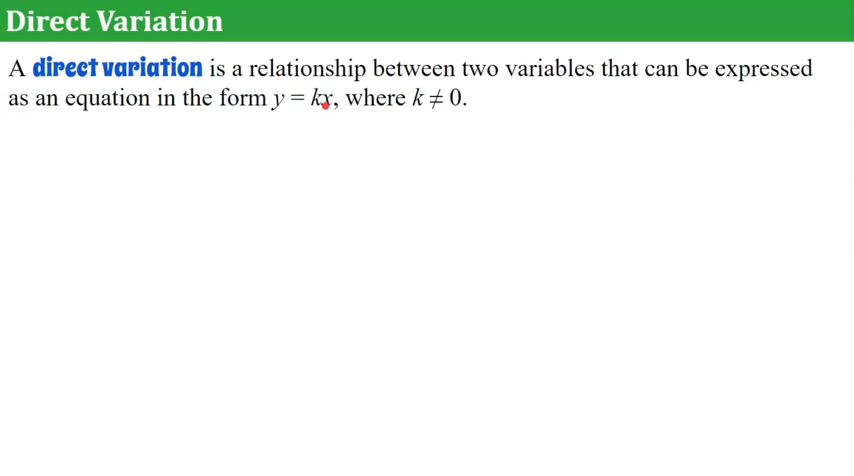 Direct Variation
A direct variation is a relationship between two variables that can be expressed
as an equation in the form y = kx, where k ≠ 0.